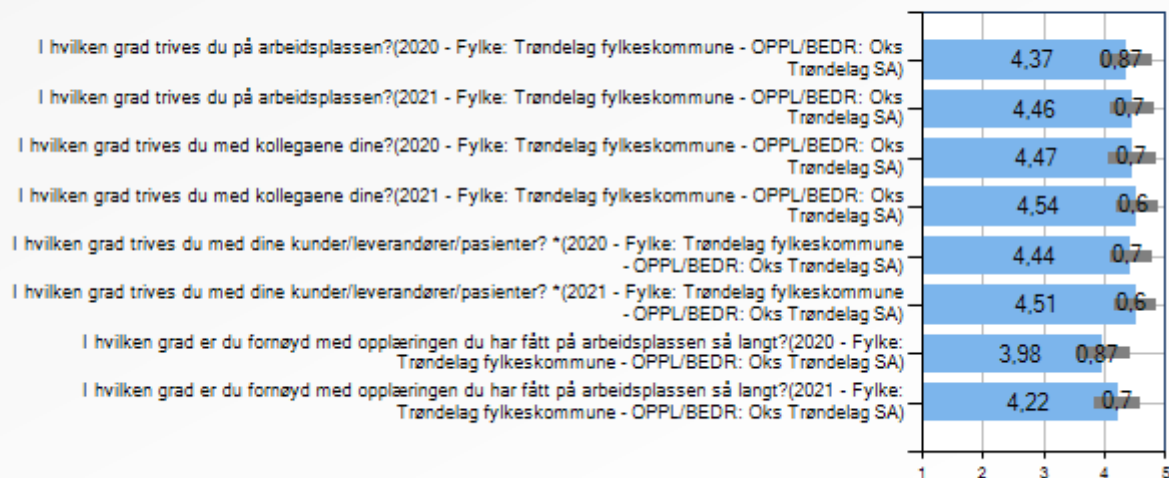 I hvilken grad trives du på arbeidsplassen?(2020 - Fylke: Trøndelag fylkeskommune - OPPL/BEDR: Oks
Trøndelag SA)
4,37 0,87
I hvilken grad trives du på arbeidsplassen?(2021 - Fylke: Trøndelag fylkeskommune - OPPL/BEDR: Oks
Trøndelag SA)
4,46 0,7
I hvilken grad trives du med kollegaene dine?(2020 - Fylke: Trøndelag fylkeskommune - OPPL/BEDR: Oks
Trøndelag SA)
4,47 0,7
I hvilken grad trives du med kollegaene dine?(2021 - Fylke: Trøndelag fylkeskommune - OPPL/BEDR: Oks
Trøndelag SA)
4,54 0,6
I hvilken grad trives du med dine kunder/leverandører/pasienter? *(2020 - Fylke: Trøndelag fylkeskommune
- OPPL/BEDR: Oks Trøndelag SA)
4,44 0,7
I hvilken grad trives du med dine kunder/leverandører/pasienter? *(2021 - Fylke: Trøndelag fylkeskommune
- OPPL/BEDR: Oks Trøndelag SA)
4,51 0,6
I hvilken grad er du fornøyd med opplæringen du har fått på arbeidsplassen så langt?(2020 - Fylke:
Trøndelag fylkeskommune - OPPL/BEDR: Oks Trøndelag SA)
3,98 0,87
I hvilken grad er du fornøyd med opplæringen du har fått på arbeidsplassen så langt?(2021 - Fylke:
Trøndelag fylkeskommune - OPPL/BEDR: Oks Trøndelag SA)
4,22 0,7
1 2 3 4 5